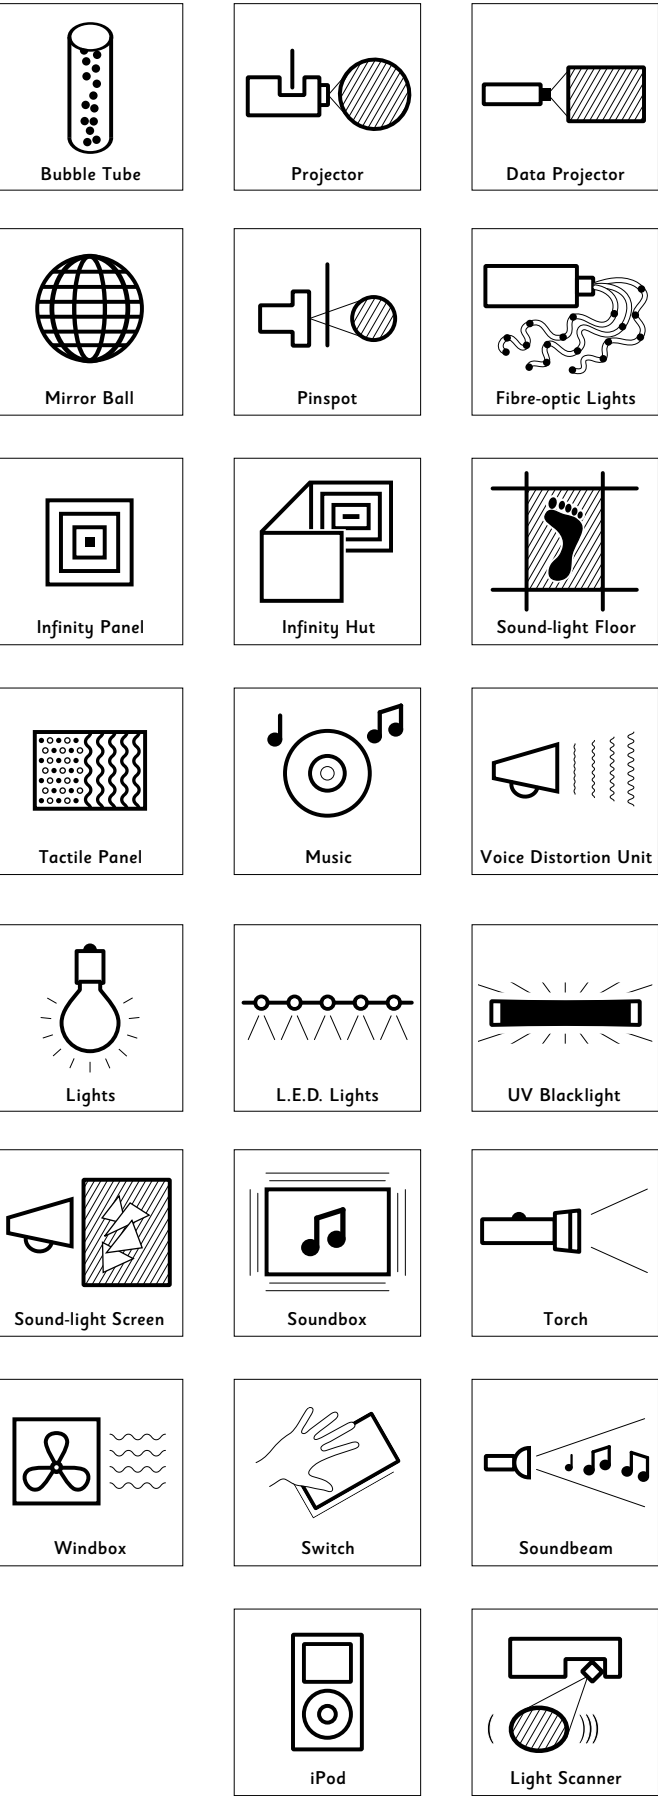 Bubble Tube
Projector
Data Projector
Mirror Ball
Pinspot
Fibre-optic Lights
Infinity Panel
Infinity Hut
Sound-light Floor
Tactile Panel
Music
Voice Distortion Unit
Lights
L.E.D. Lights
UV Blacklight
Sound-light Screen
Soundbox
Torch
Windbox
Switch
Soundbeam
iPod
Light Scanner